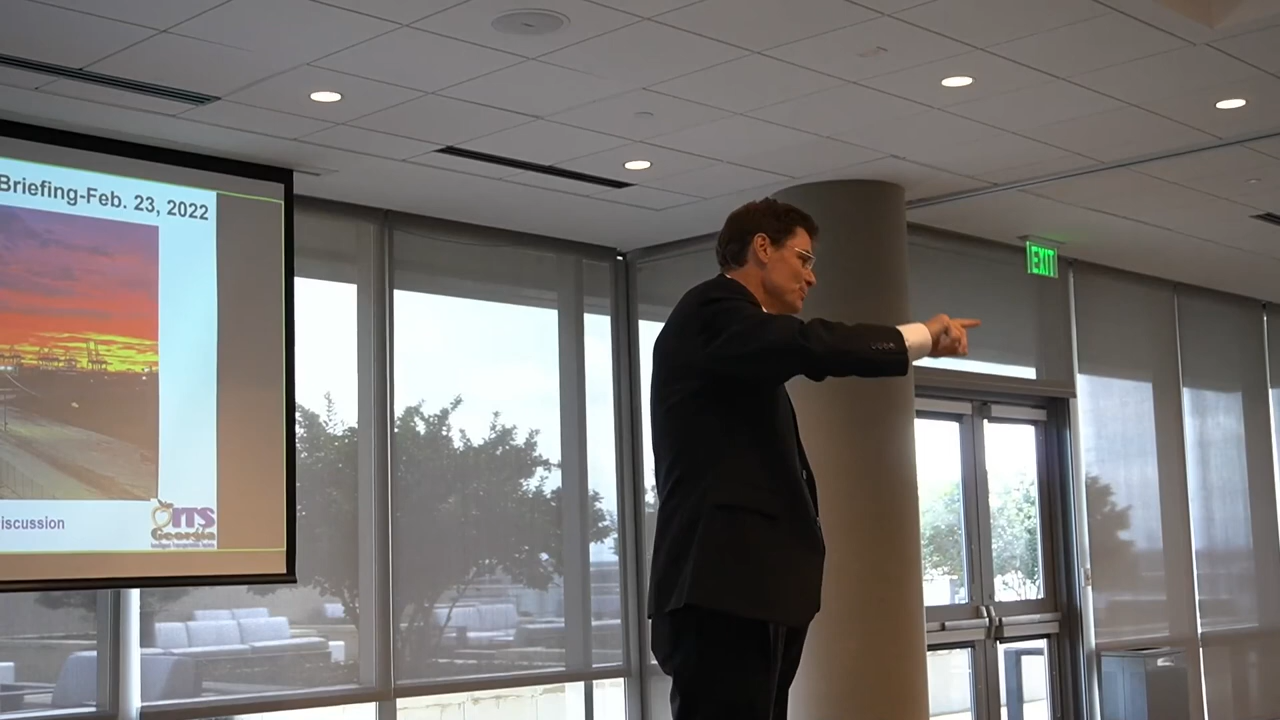 Briefing-Feb. 23, 2022
iscussion
ITS
Georgia
EXIT